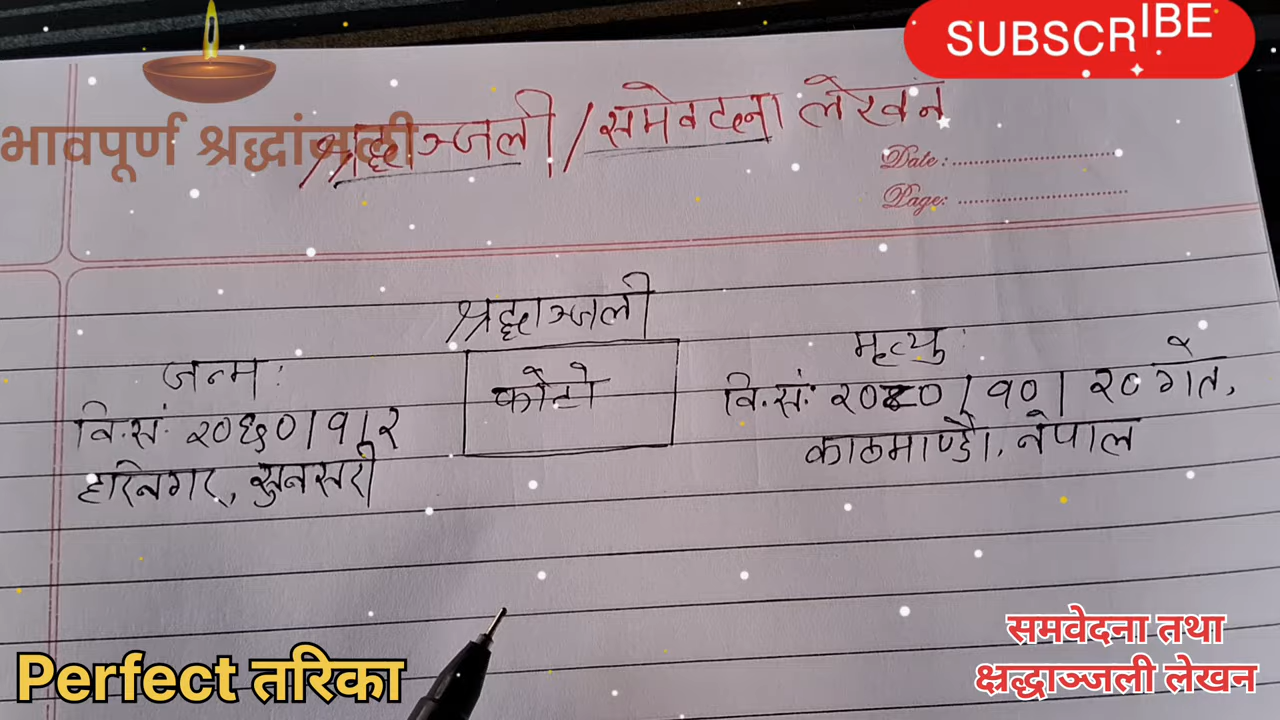 SUBSCRIBE
भावपूर्ण श्रद्धांजली
श्रद्धाञ्जली / समवेदना लेखन
Date:
Page:
श्रद्धाञ्जली
जन्म:
वि.सं. २०६०।१।२
हरिनगर, सुनसरी
फोटो
मृत्यु:
वि.सं. २०८०।१०।२० गते,
काठमाण्डौ, नेपाल
Perfect तरिका
समवेदना तथा
क्ष्रद्धाञ्जली लेखन